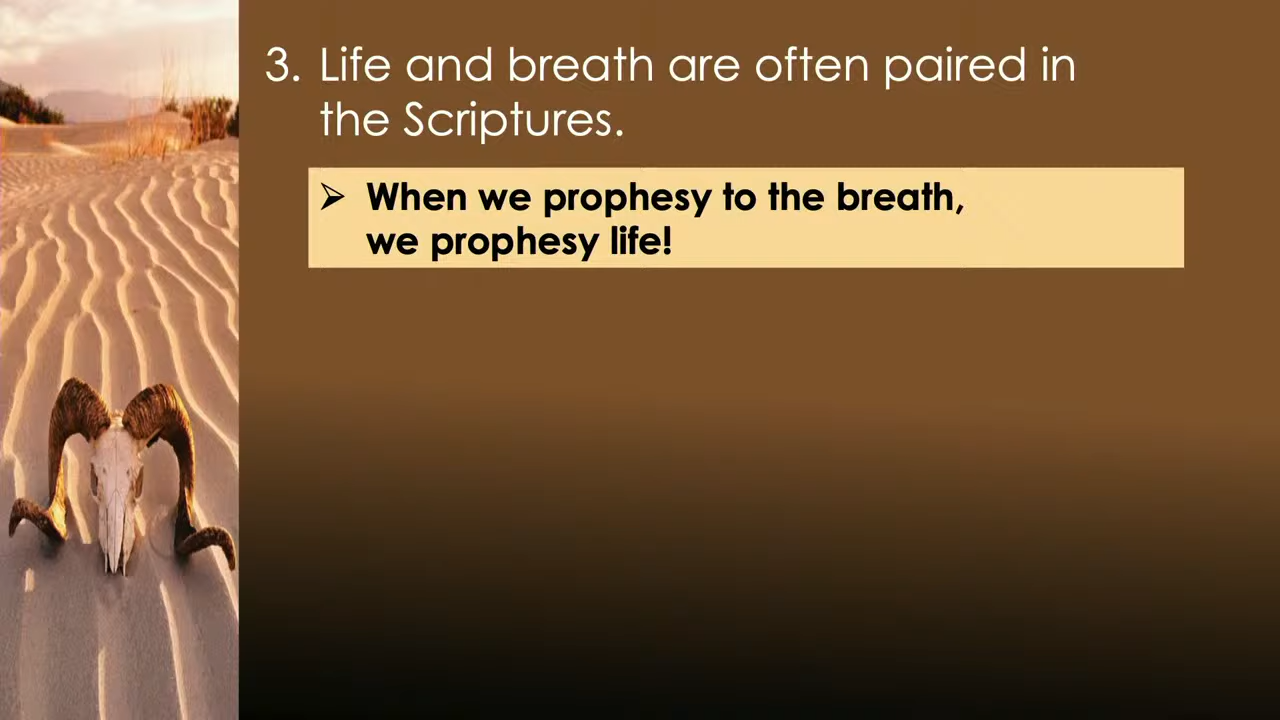 3. Life and breath are often paired in
the Scriptures.
➢ When we prophesy to the breath,
we prophesy life!